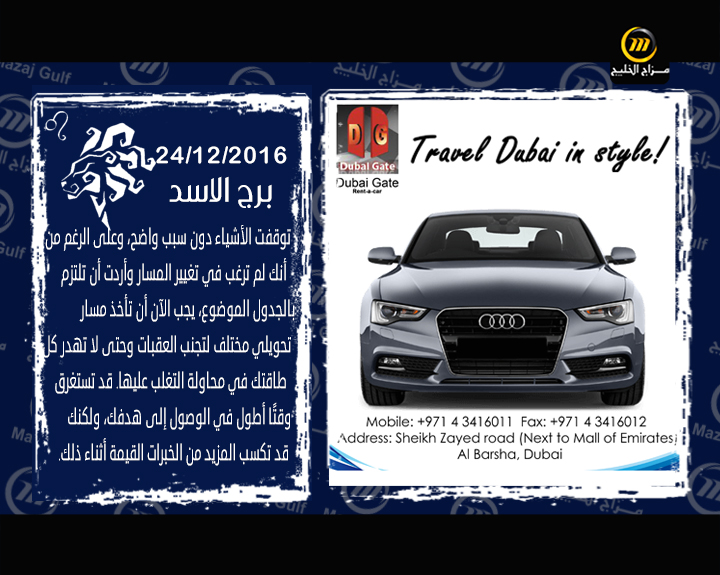 مزاج الخليج
24/12/2016
برج الاسد
توقفت الأشياء دون سبب واضح، وعلى الرغم من
أنك لم ترغب في تغيير المسار وأردت أن تلتزم
بالجدول الموضوع، يجب الآن أن تأخذ مسار
تحويلي مختلف لتجنب العقبات وحتى لا تهدر كل
طاقتك في محاولة التغلب عليها. قد تستغرق
وقتًا أطول في الوصول إلى هدفك، ولكنك
قد تكسب المزيد من الخبرات القيمة أثناء ذلك.
DG
Dubai Gate
Dubai Gate
Rent-a-car
Travel Dubai in style!
Mobile: +971 4 3416011 Fax: +971 4 3416012
Address: Sheikh Zayed road (Next to Mall of Emirates)
Al Barsha, Dubai
Mazaj Gulf